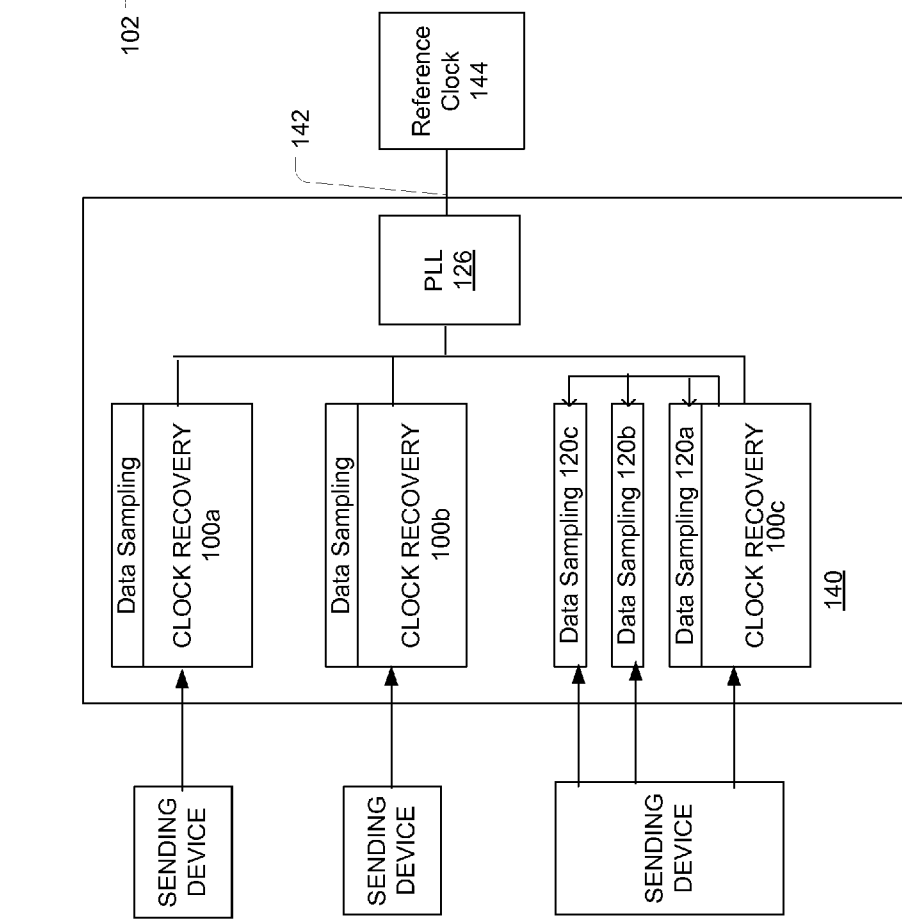 102
142
Reference
Clock
144
PLL
126
Data Sampling
CLOCK RECOVERY
100a
Data Sampling
CLOCK RECOVERY
100b
Data Sampling 120c
Data Sampling 120b
Data Sampling 120a
CLOCK RECOVERY
100c
140
SENDING
DEVICE
SENDING
DEVICE
SENDING
DEVICE